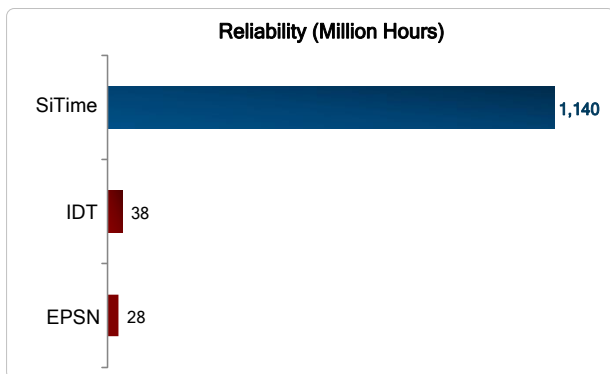 Reliability (Million Hours)
SiTime
1,140
IDT
38
EPSN
28